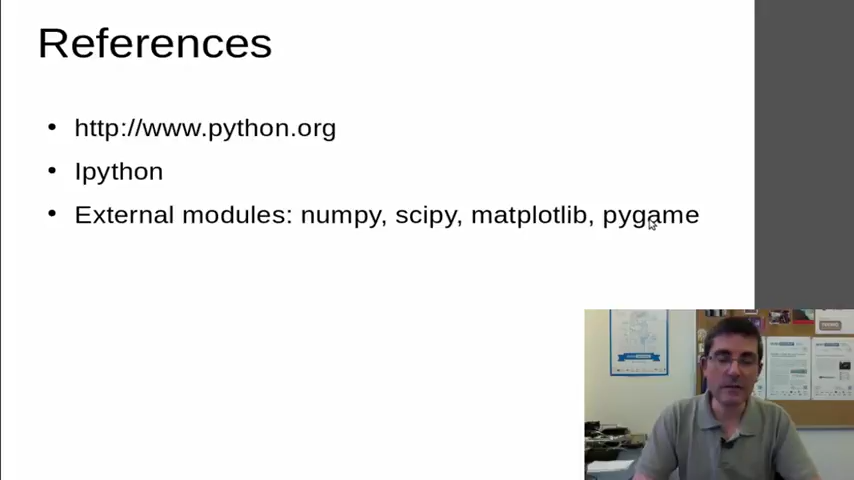 References
• http://www.python.org
• Ipython
• External modules: numpy, scipy, matplotlib, pygame